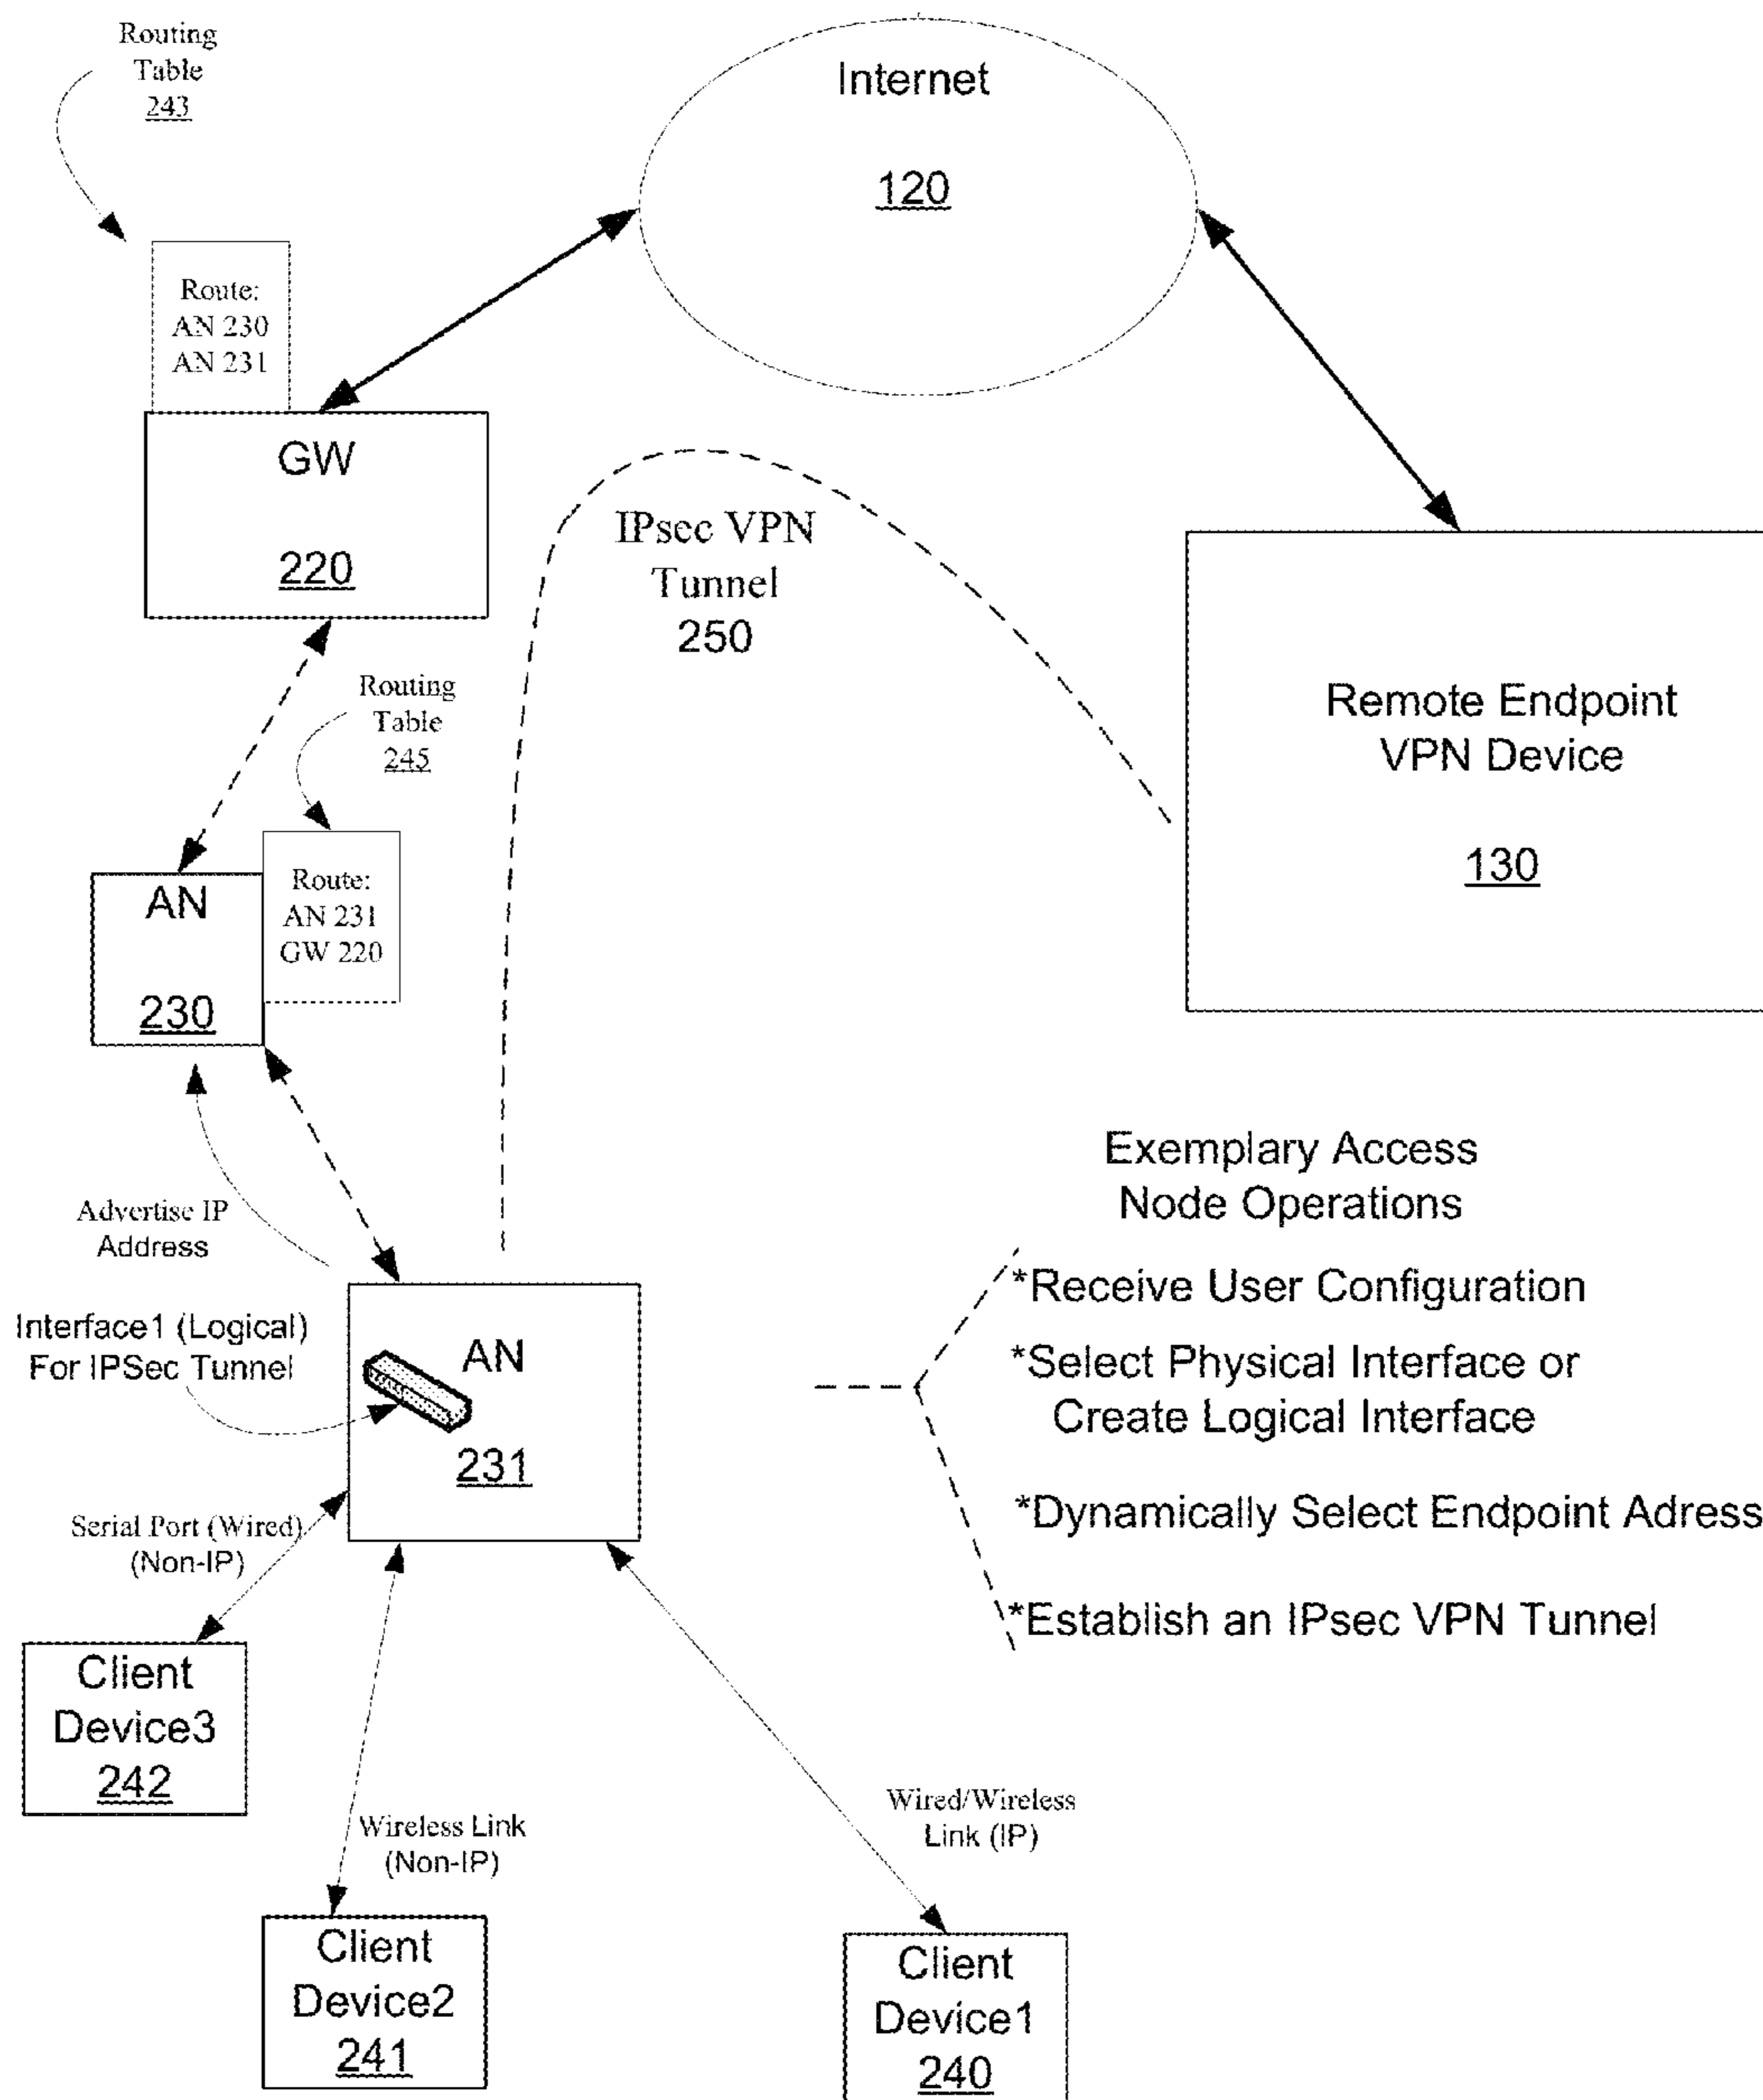 Routing
Table
243
Internet
120
Route:
AN 230
AN 231
GW
220
IPsec VPN
Tunnel
250
Routing
Table
245
Remote Endpoint
VPN Device
130
AN
230
Route:
AN 231
GW 220
Advertise IP
Address
Exemplary Access
Node Operations
*Receive User Configuration
*Select Physical Interface or
Create Logical Interface
*Dynamically Select Endpoint Adress
*Establish an IPsec VPN Tunnel
Interface1 (Logical)
For IPSec Tunnel
AN
231
Serial Port (Wired)
(Non-IP)
Client
Device3
242
Wireless Link
(Non-IP)
Wired/Wireless
Link (IP)
Client
Device2
241
Client
Device1
240